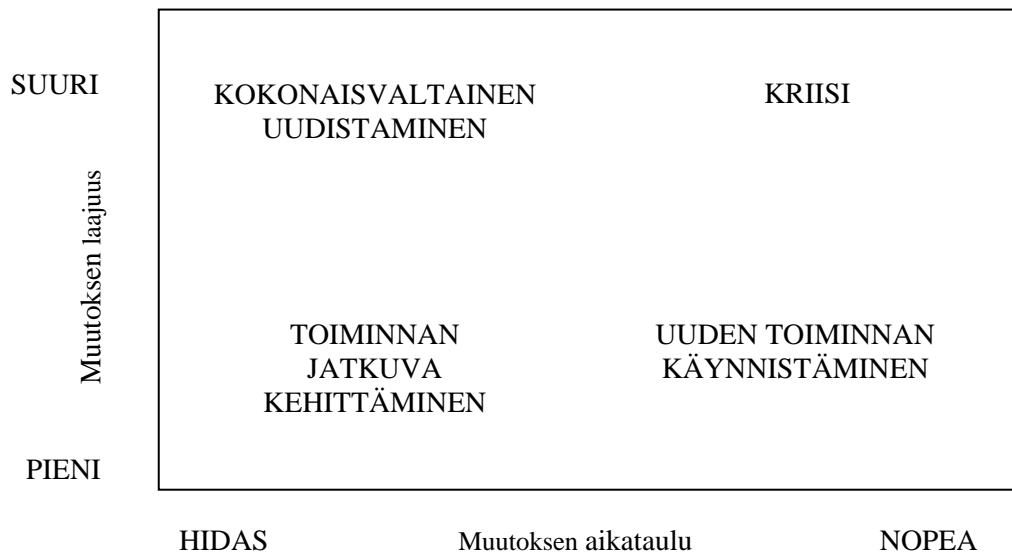 SUURI
KOKONAISVALTAINEN
UUDISTAMINEN
KRIISI
Muutoksen laajuus
TOIMINNAN
JATKUVA
KEHITTÄMINEN
UUDEN TOIMINNAN
KÄYNNISTÄMINEN
PIENI
HIDAS
Muutoksen aikataulu
NOPEA